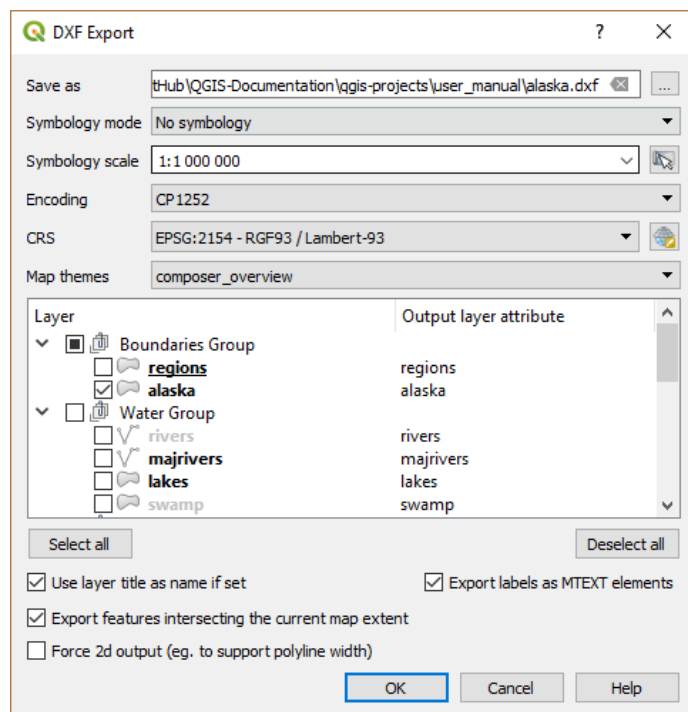 DXF Export
Save as tHub\QGIS-Documentation\qgis-projects\user_manual\alaska.dxf ...
Symbology mode No symbology
Symbology scale 1:1 000 000
Encoding CP1252
CRS EPSG:2154 - RGF93 / Lambert-93
Map themes composer_overview
Layer Output layer attribute
Boundaries Group
regions regions
alaska alaska
Water Group
rivers rivers
majrivers majrivers
lakes lakes
swamp swamp
Select all Deselect all
Use layer title as name if set Export labels as MTEXT elements
Export features intersecting the current map extent
Force 2d output (eg. to support polyline width)
OK Cancel Help